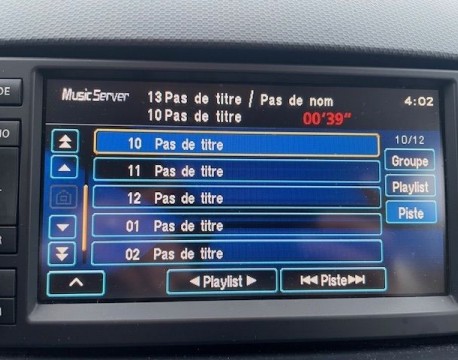 DE
MusicServer
13 Pas de titre / Pas de nom
4:02
10 Pas de titre
00'39"
10/12
10 Pas de titre
Groupe
11 Pas de titre
Playlist
12 Pas de titre
Piste
01 Pas de titre
02 Pas de titre
Playlist
Piste